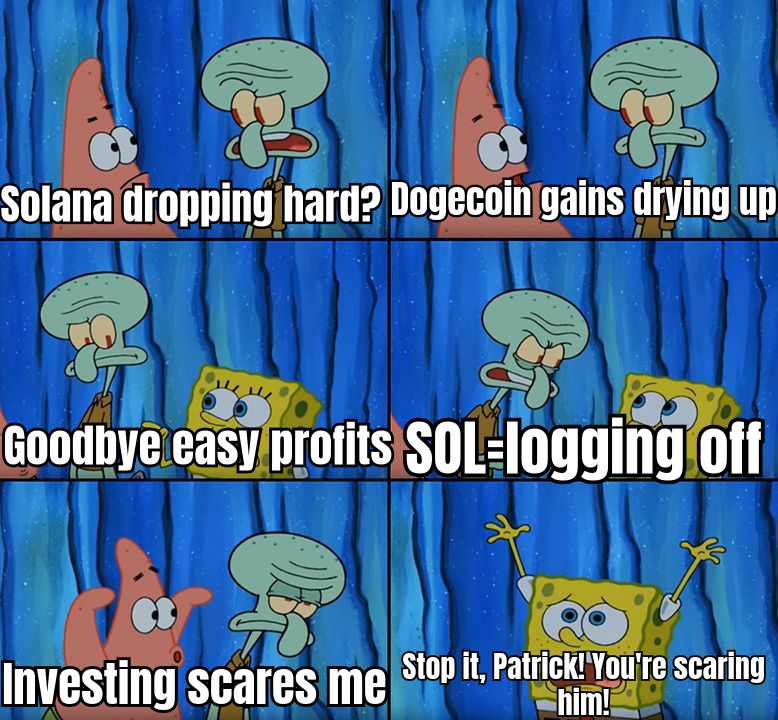 Solana dropping hard?
Dogecoin gains drying up
Goodbye easy profits
SOL=logging off
Investing scares me
Stop it, Patrick! You're scaring
him!